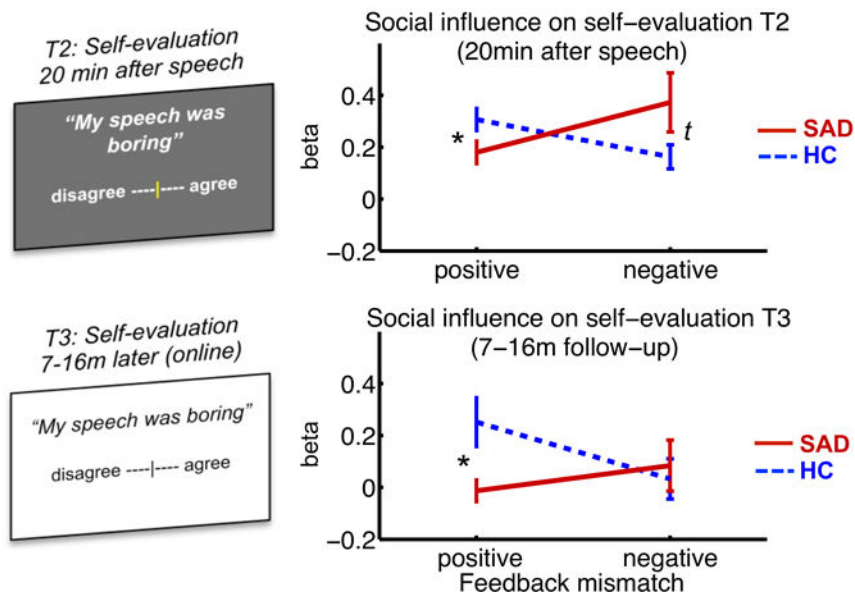 T2: Self-evaluation
20 min after speech
“My speech was
boring”
disagree ----|---- agree
Social influence on self−evaluation T2
(20min after speech)
0.4
0.2
0
−0.2
beta
*
t
positive
negative
SAD
HC
T3: Self-evaluation
7-16m later (online)
“My speech was boring”
disagree ----|---- agree
Social influence on self−evaluation T3
(7−16m follow−up)
0.4
0.2
0
−0.2
beta
*
positive
negative
Feedback mismatch
SAD
HC